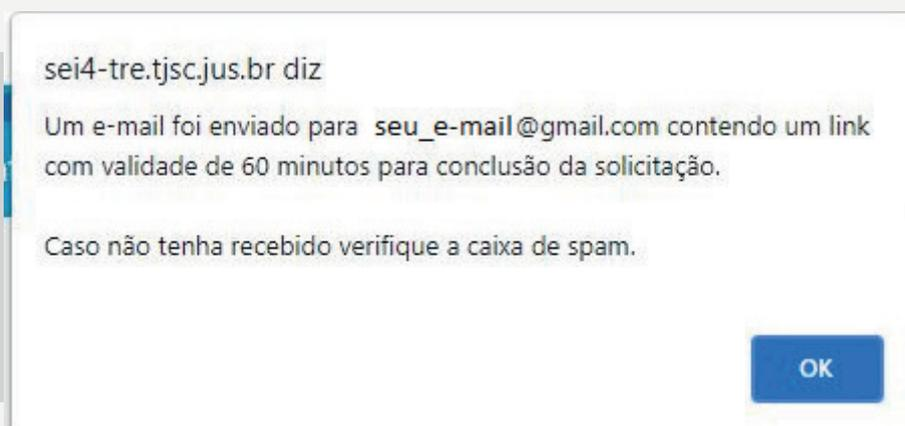 sei4-tre.tjsc.jus.br diz
Um e-mail foi enviado para seu_e-mail@gmail.com contendo um link
com validade de 60 minutos para conclusão da solicitação.
Caso não tenha recebido verifique a caixa de spam.
OK